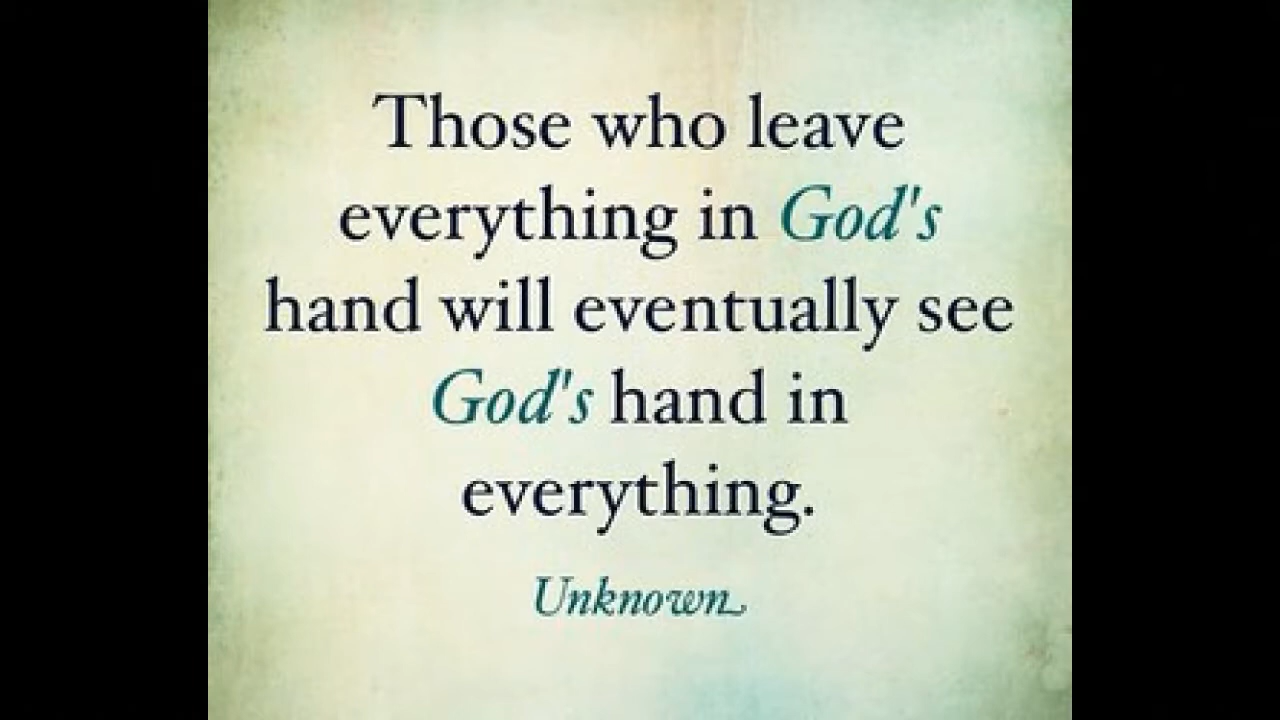 Those who leave
everything in God's
hand will eventually see
God's hand in
everything.
Unknown